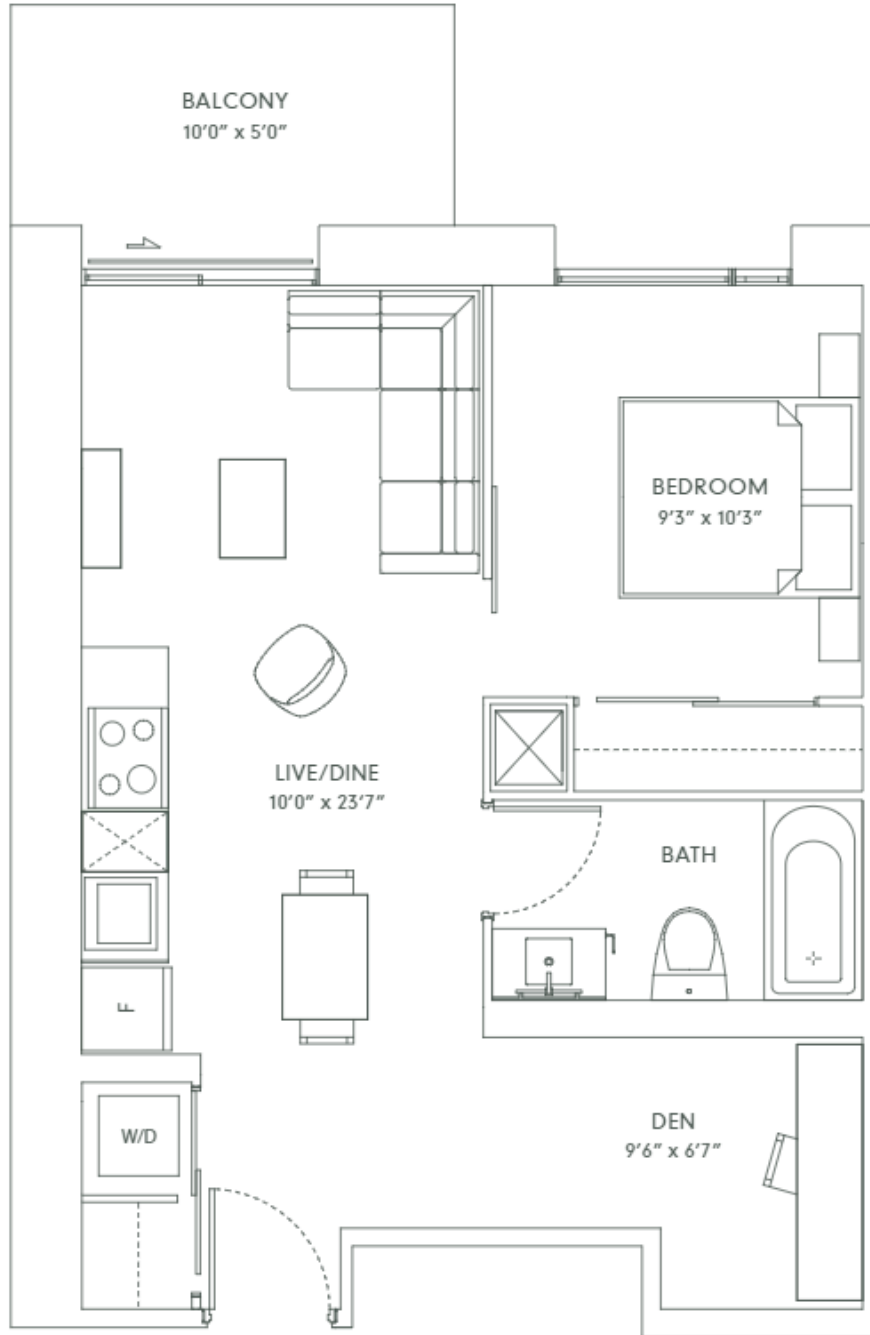 BALCONY
10'0" x 5'0"
BEDROOM
9'3" x 10'3"
LIVE/DINE
10'0" x 23'7"
BATH
F
W/D
DEN
9'6" x 6'7"